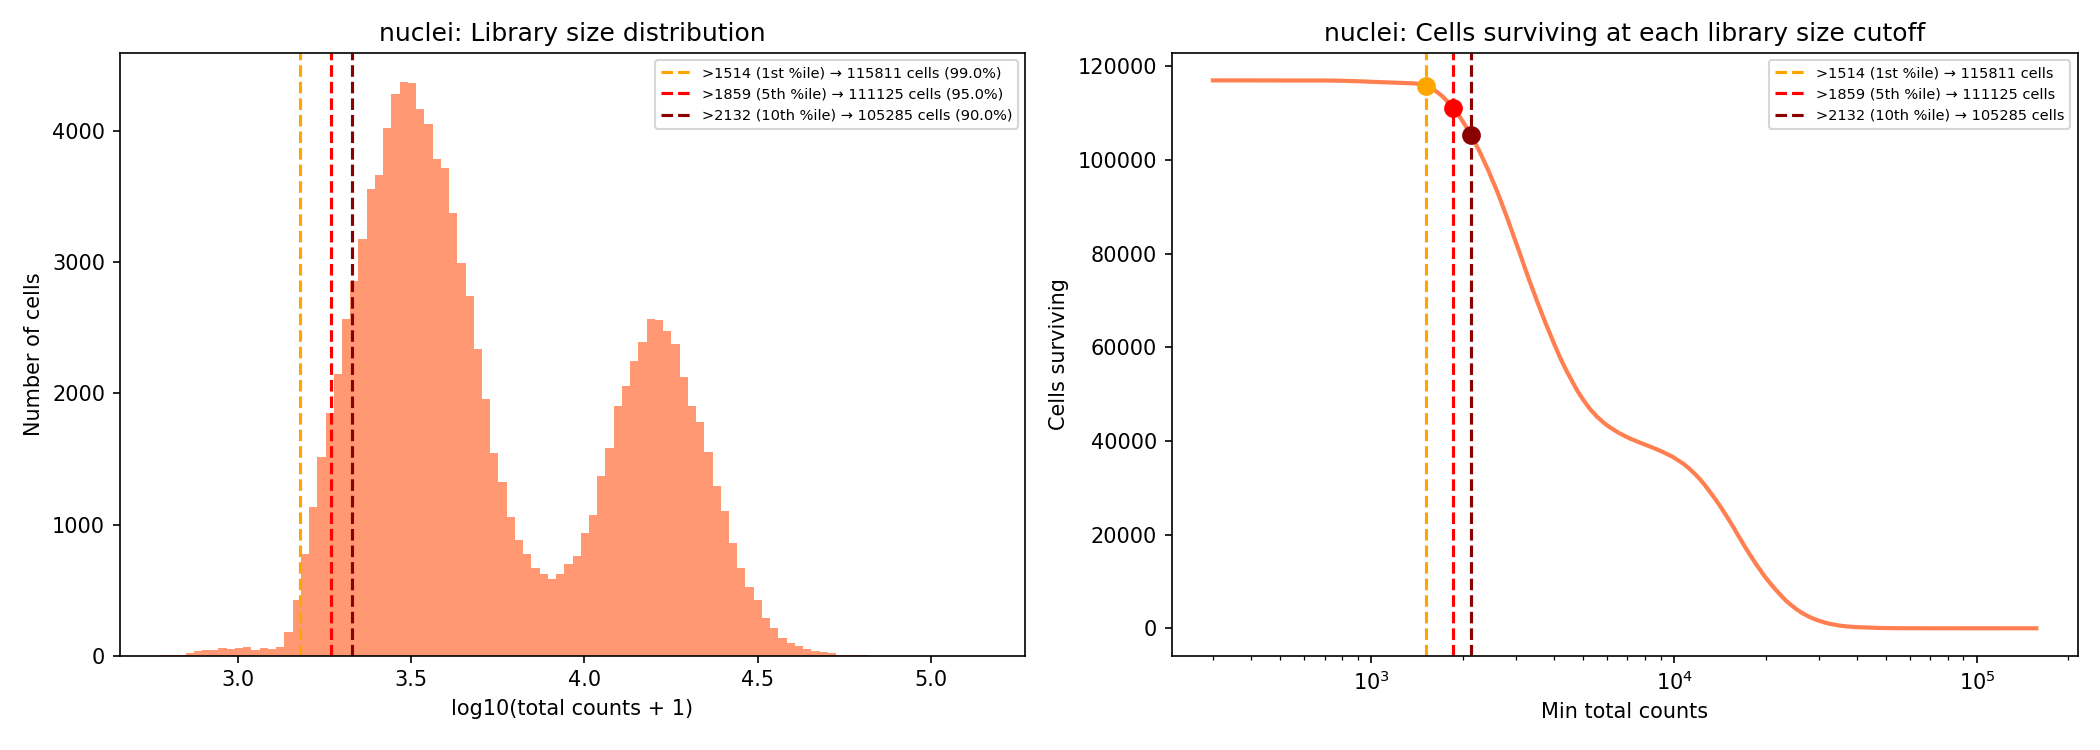 nuclei: Library size distribution
>1514 (1st %ile) → 115811 cells (99.0%)
>1859 (5th %ile) → 111125 cells (95.0%)
>2132 (10th %ile) → 105285 cells (90.0%)
Number of cells
4000
3000
2000
1000
0
3.0 3.5 4.0 4.5 5.0
log10(total counts + 1)
nuclei: Cells surviving at each library size cutoff
>1514 (1st %ile) → 115811 cells
>1859 (5th %ile) → 111125 cells
>2132 (10th %ile) → 105285 cells
Cells surviving
120000
100000
80000
60000
40000
20000
0
10³ 10⁴ 10⁵
Min total counts